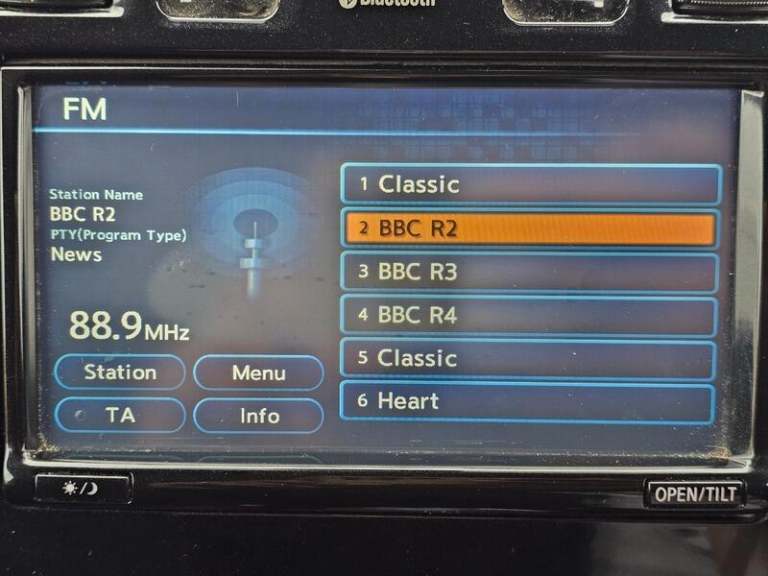 Bluetooth
FM
Station Name
BBC R2
PTY(Program Type)
News
88.9MHz
Station
Menu
TA
Info
1 Classic
2 BBC R2
3 BBC R3
4 BBC R4
5 Classic
6 Heart
OPEN/TILT